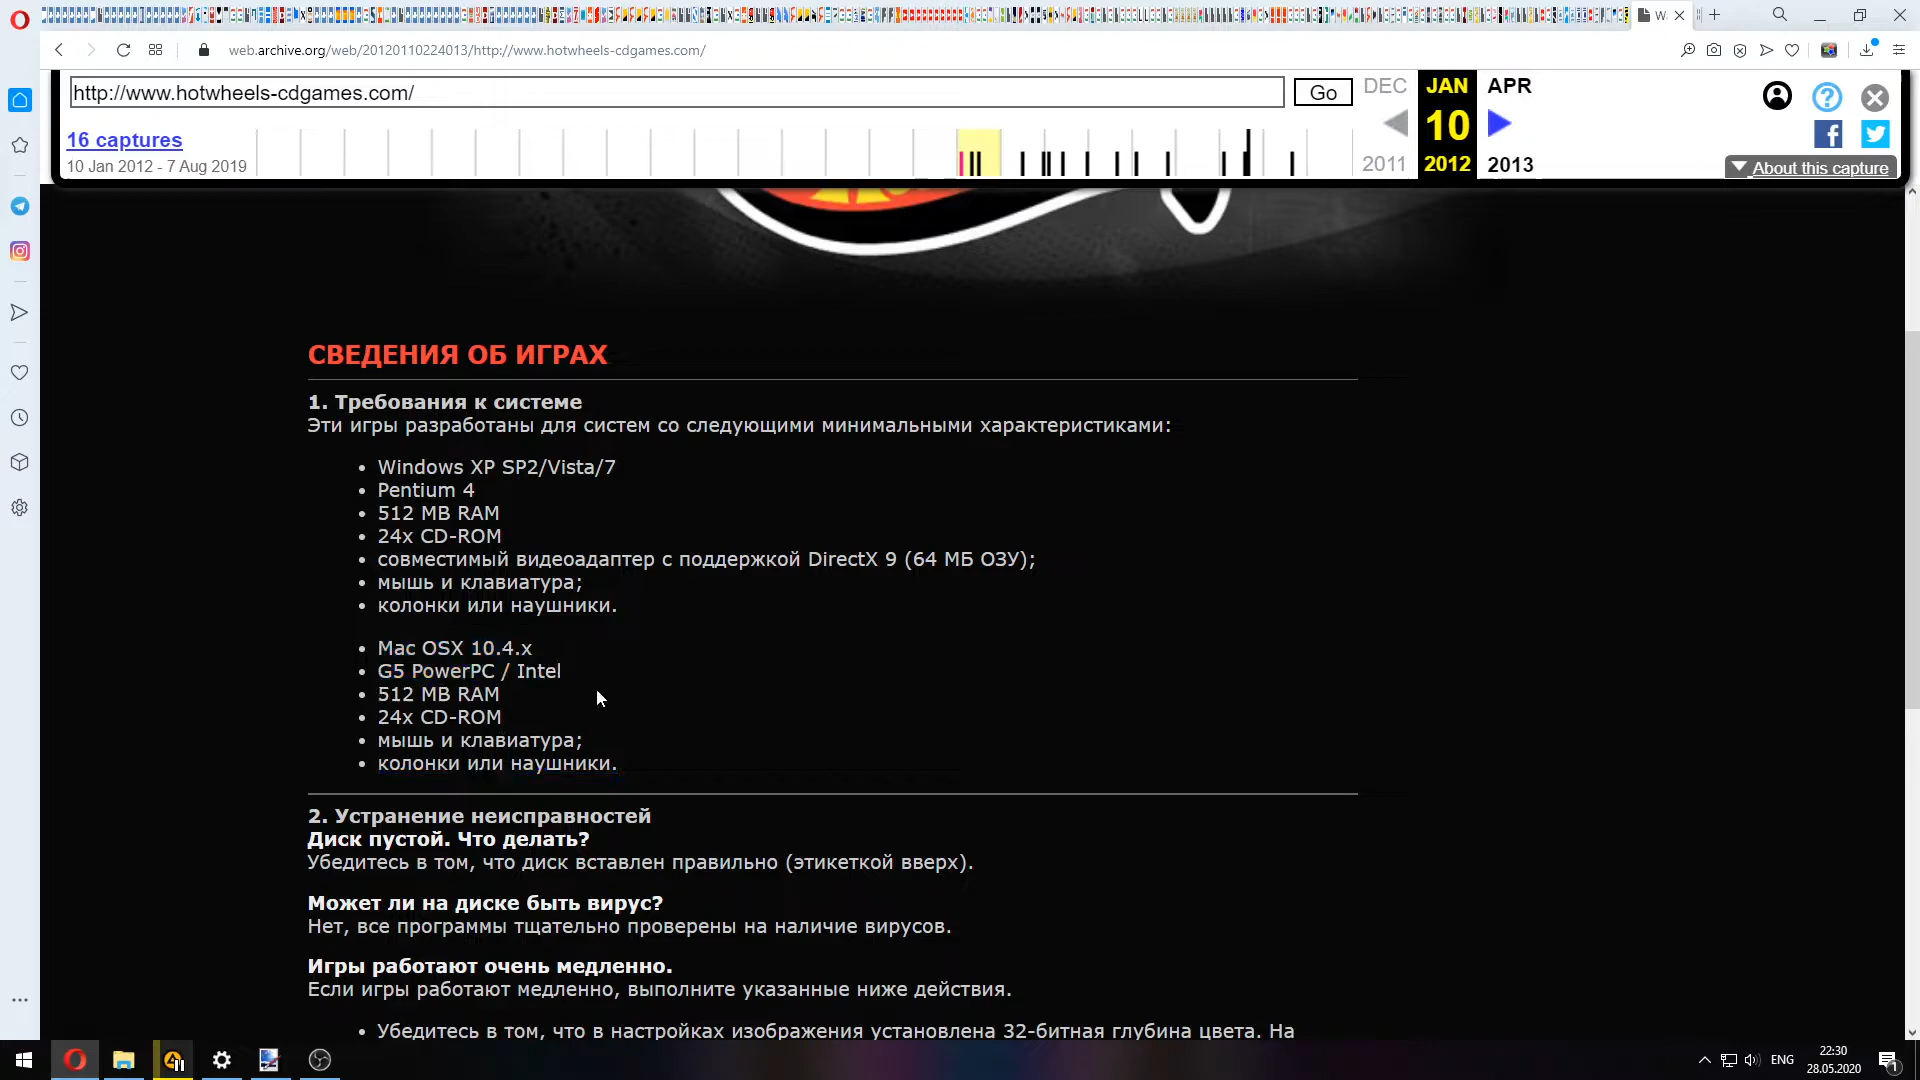 W
web.archive.org/web/20120110224013/http://www.hotwheels-cdgames.com/
http://www.hotwheels-cdgames.com/
Go
DEC
JAN
APR
16 captures
10
10 Jan 2012 - 7 Aug 2019
2011
2012
2013
About this capture
СВЕДЕНИЯ ОБ ИГРАХ
1. Требования к системе
Эти игры разработаны для систем со следующими минимальными характеристиками:
• Windows XP SP2/Vista/7
• Pentium 4
• 512 MB RAM
• 24x CD-ROM
• совместимый видеоадаптер с поддержкой DirectX 9 (64 МБ ОЗУ);
• мышь и клавиатура;
• колонки или наушники.
• Mac OSX 10.4.x
• G5 PowerPC / Intel
• 512 MB RAM
• 24x CD-ROM
• мышь и клавиатура;
• колонки или наушники.
2. Устранение неисправностей
Диск пустой. Что делать?
Убедитесь в том, что диск вставлен правильно (этикеткой вверх).
Может ли на диске быть вирус?
Нет, все программы тщательно проверены на наличие вирусов.
Игры работают очень медленно.
Если игры работают медленно, выполните указанные ниже действия.
• Убедитесь в том, что в настройках изображения установлена 32-битная глубина цвета. На
ENG
22:30
28.05.2020
1